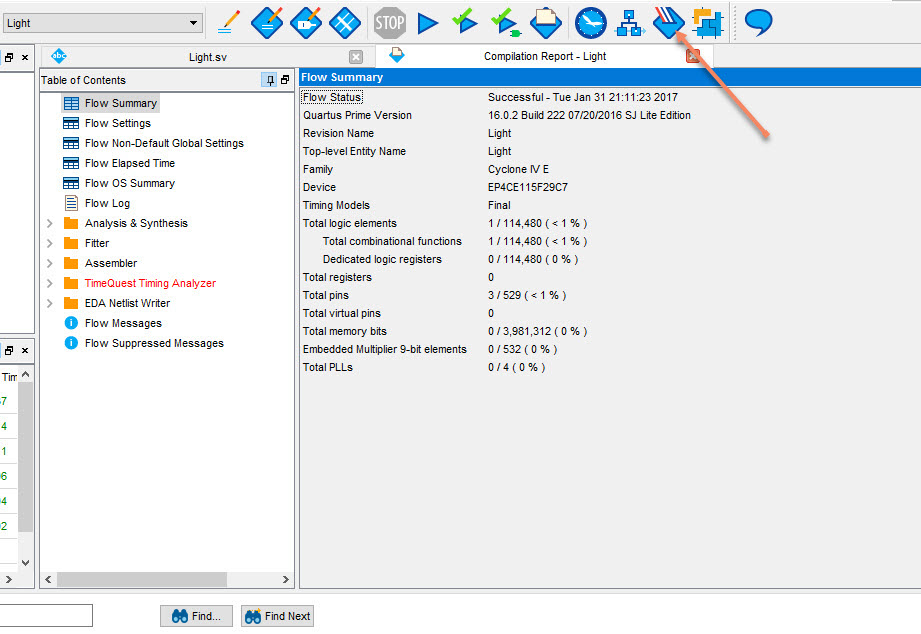 Light
STOP
Light.sv
Compilation Report - Light
Table of Contents
Flow Summary
Flow Settings
Flow Non-Default Global Settings
Flow Elapsed Time
Flow OS Summary
Flow Log
Analysis & Synthesis
Fitter
Assembler
TimeQuest Timing Analyzer
EDA Netlist Writer
Flow Messages
Flow Suppressed Messages
Flow Summary
Flow Status Successful - Tue Jan 31 21:11:23 2017
Quartus Prime Version 16.0.2 Build 222 07/20/2016 SJ Lite Edition
Revision Name Light
Top-level Entity Name Light
Family Cyclone IV E
Device EP4CE115F29C7
Timing Models Final
Total logic elements 1 / 114,480 ( < 1 % )
Total combinational functions 1 / 114,480 ( < 1 % )
Dedicated logic registers 0 / 114,480 ( 0 % )
Total registers 0
Total pins 3 / 529 ( < 1 % )
Total virtual pins 0
Total memory bits 0 / 3,981,312 ( 0 % )
Embedded Multiplier 9-bit elements 0 / 532 ( 0 % )
Total PLLs 0 / 4 ( 0 % )
Find...
Find Next